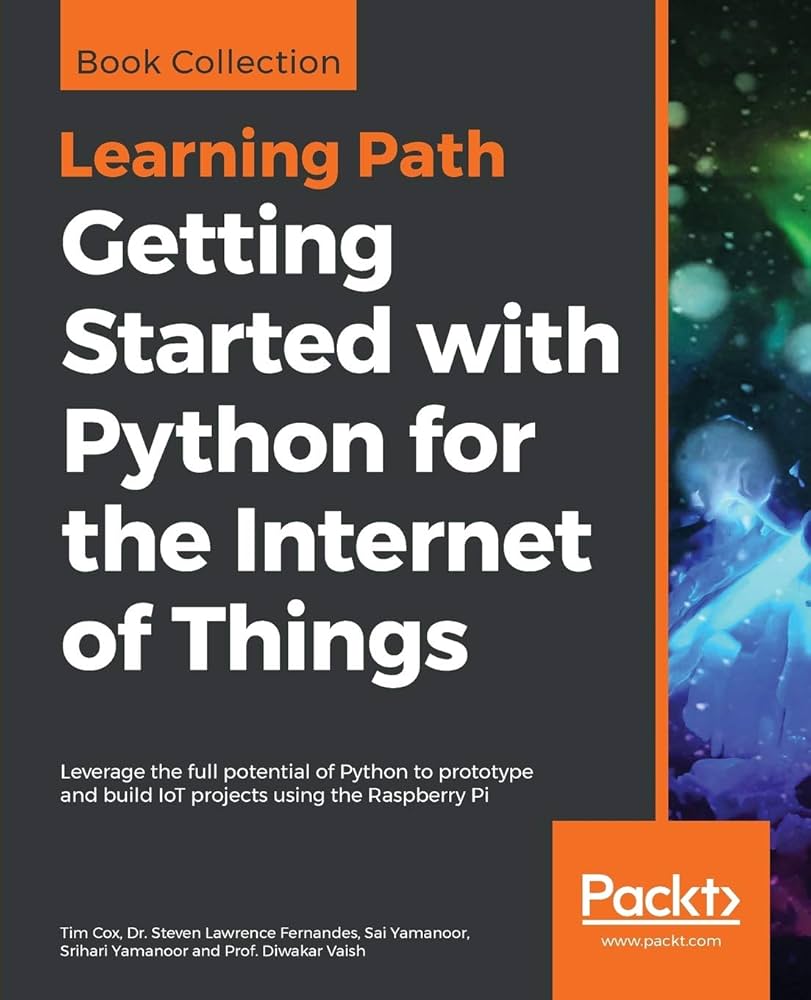 Book Collection
Learning Path
Getting
Started with
Python for
the Internet
of Things
Leverage the full potential of Python to prototype
and build IoT projects using the Raspberry Pi
Tim Cox, Dr. Steven Lawrence Fernandes, Sai Yamanoor,
Srihari Yamanoor and Prof. Diwakar Vaish
Packt>
www.packt.com